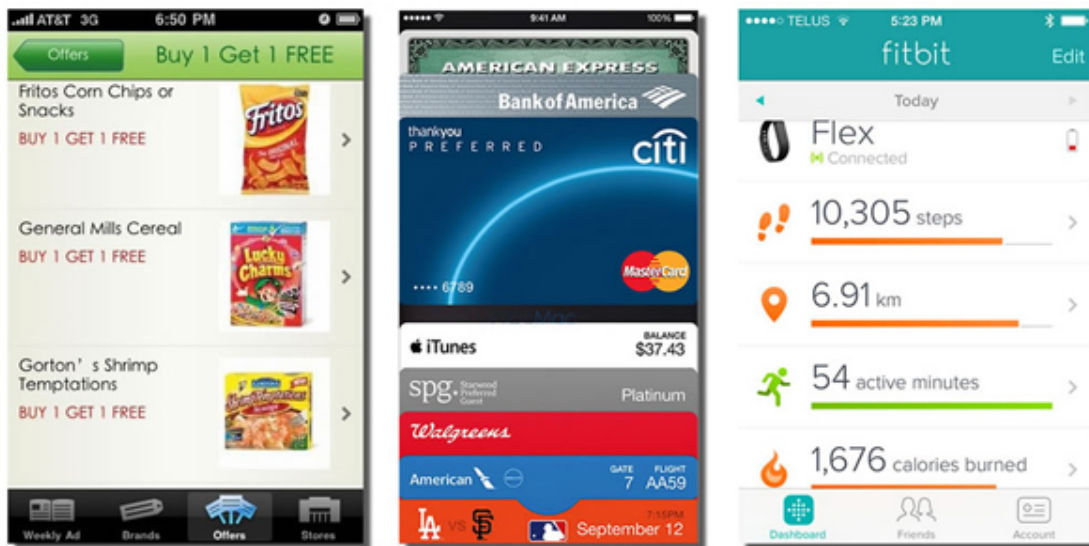 AT&T 3G 6:50 PM
Offers Buy 1 Get 1 FREE
Fritos Corn Chips or
Snacks
BUY 1 GET 1 FREE
Fritos
General Mills Cereal
BUY 1 GET 1 FREE
Lucky
Charms
Gorton's Shrimp
Temptations
BUY 1 GET 1 FREE
Weekly Ad Brands Offers Stores
9:41 AM 100%
AMERICAN EXPRESS
Bank of America
thankyou
PREFERRED
citi
MasterCard
•••• 6789
iTunes
BALANCE
$37.43
spg. Starwood
Preferred
Guest
Platinum
Walgreens
American
GATE FLIGHT
7 AA59
LA VS SF
7:15PM
September 12
TELUS 5:23 PM
fitbit Edit
Today
Flex
Connected
10,305 steps
6.91 km
54 active minutes
1,676 calories burned
Dashboard Friends Account